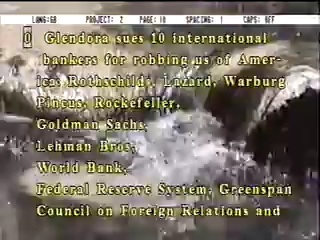 LANG:GB PROJECT: 2 PAGE:10 SPACING: 1 CAPS: OFF
Glendora sues 10 international
bankers for robbing us of Amer-
ica: Rothschilds, Lazard, Warburg
Pincus, Rockefeller,
Goldman Sachs,
Lehman Bros,
World Bank,
Federal Reserve System, Greenspan
Council on Foreign Relations and